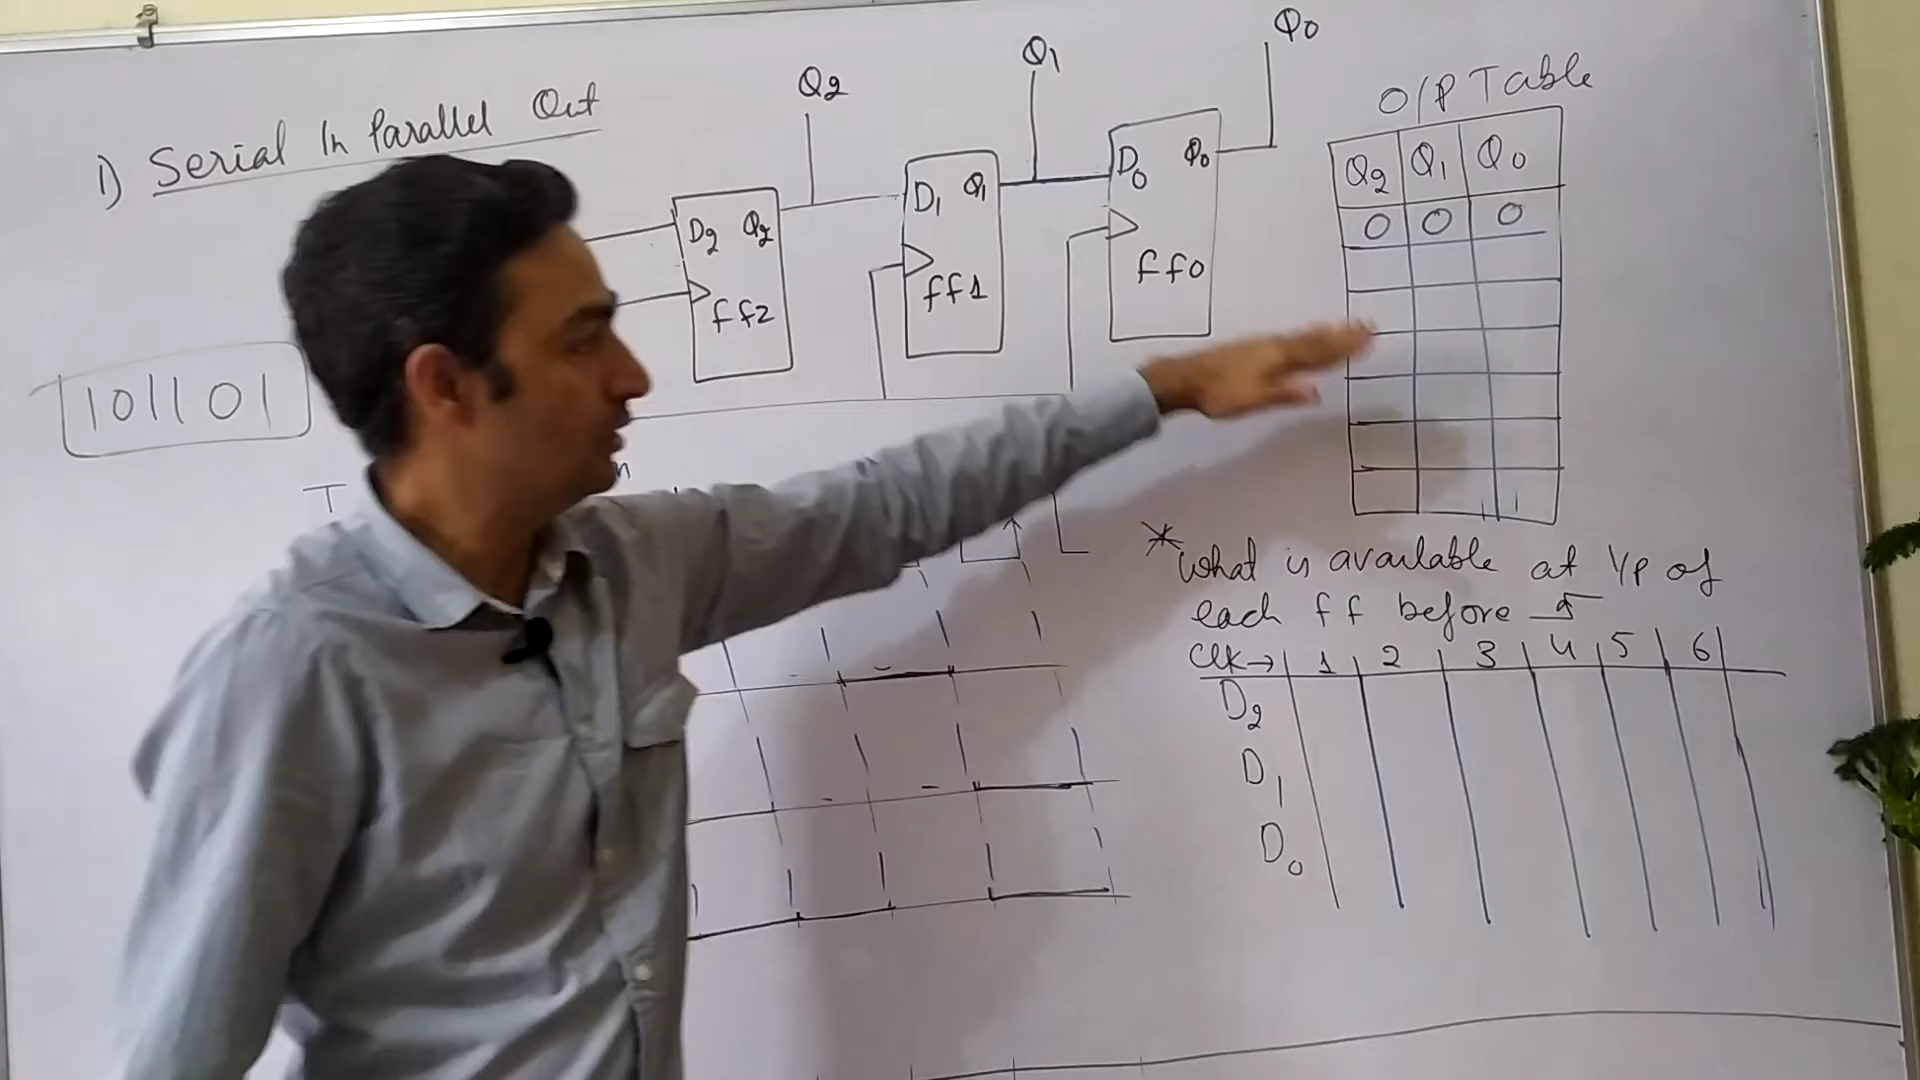 1) Serial In Parallel Out
Q2
Q1
Q0
D2 Q2
ff2
D1 Q1
ff1
D0 Q0
ff0
101101
T
n
O/P Table
Q2 Q1 Q0
0 0 0
* What is available at I/P of
each ff before
Clk→ 1 2 3 4 5 6
D2
D1
D0